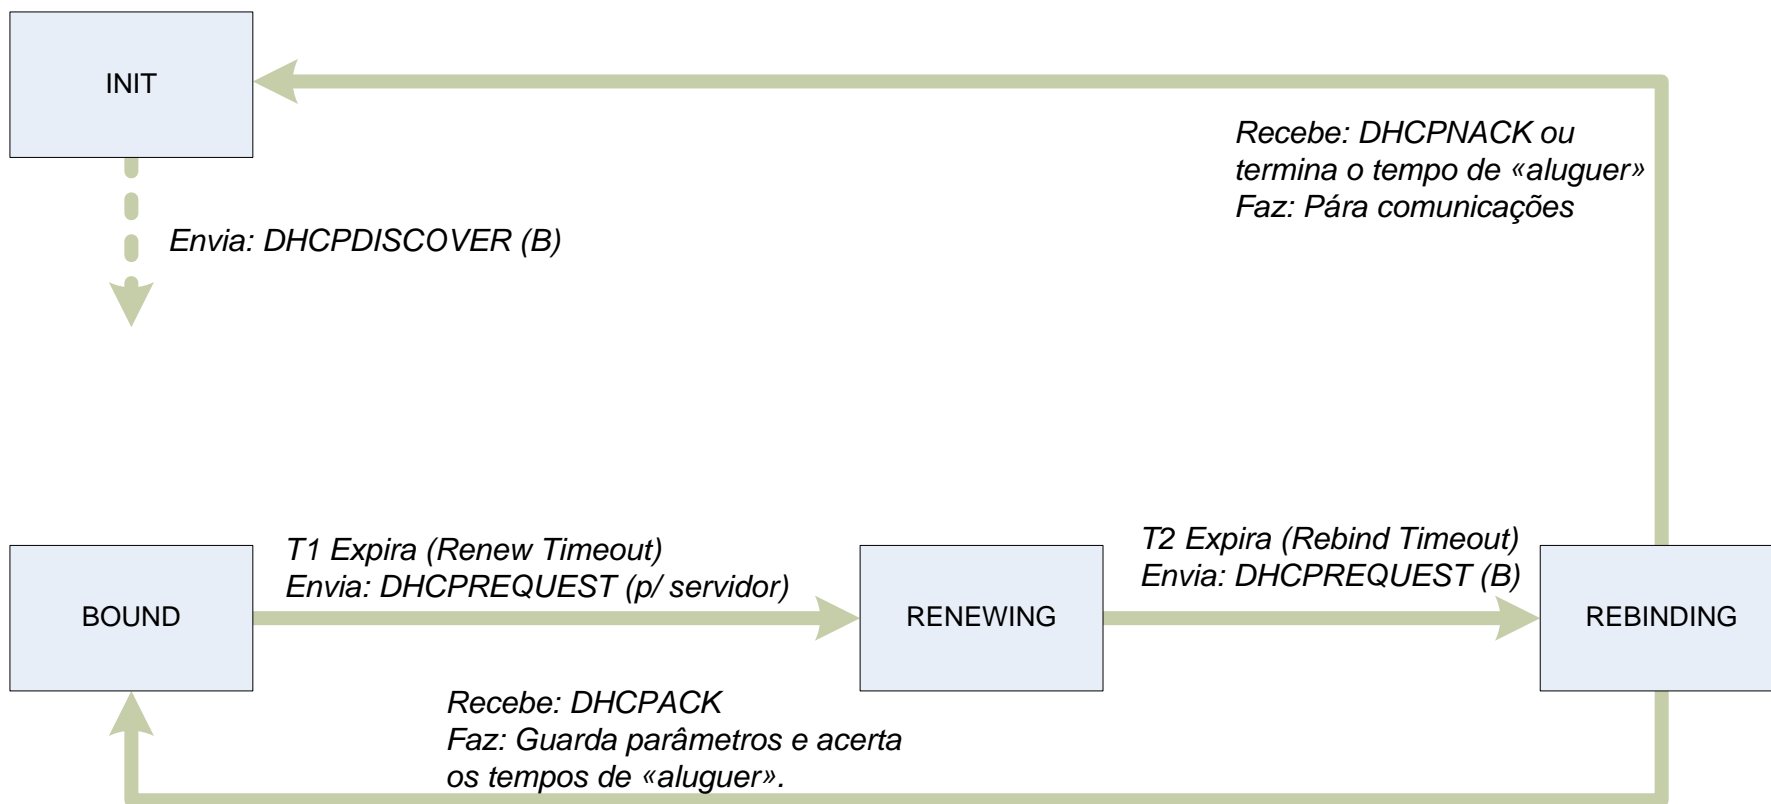 INIT
Recebe: DHCPNACK ou
termina o tempo de «aluguer»
Faz: Pára comunicações
Envia: DHCPDISCOVER (B)
T1 Expira (Renew Timeout)
Envia: DHCPREQUEST (p/ servidor)
T2 Expira (Rebind Timeout)
Envia: DHCPREQUEST (B)
BOUND
RENEWING
REBINDING
Recebe: DHCPACK
Faz: Guarda parâmetros e acerta
os tempos de «aluguer».